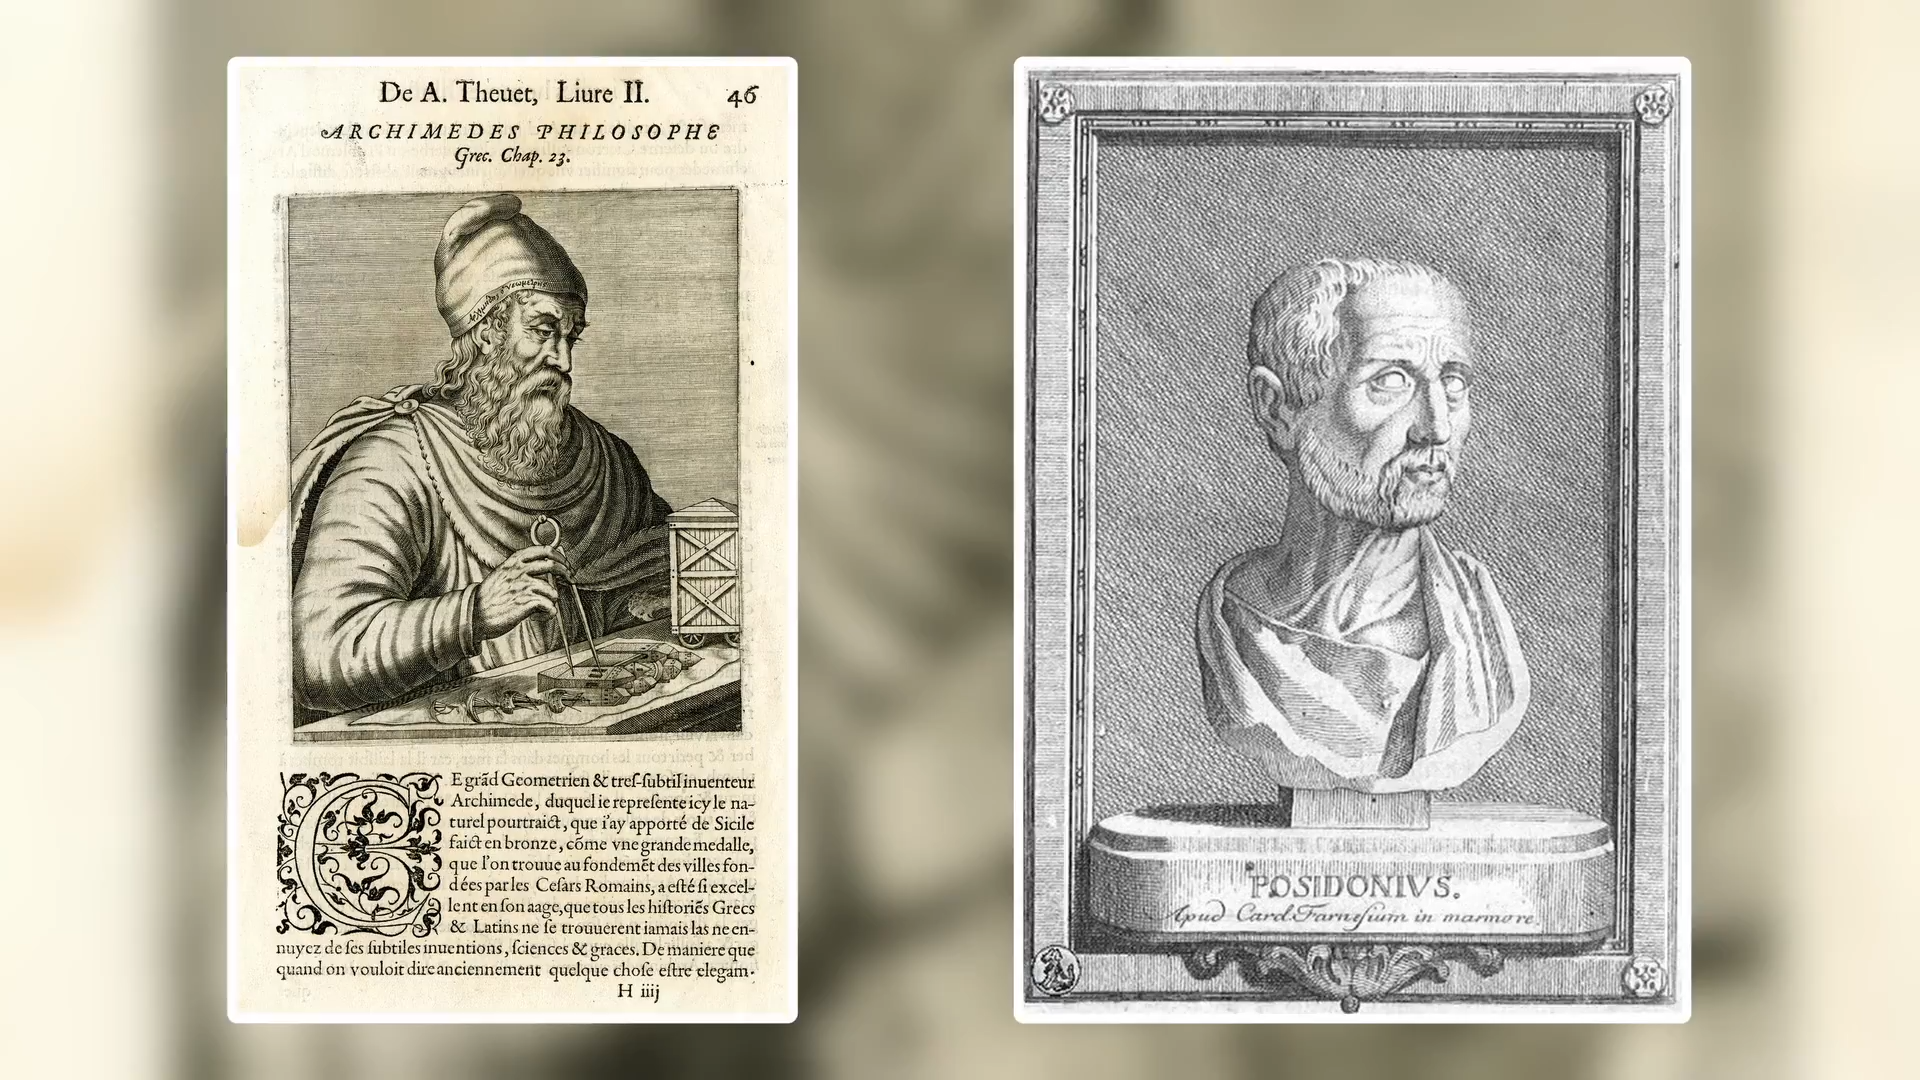 De A. Theuet, Liure II. 46
ARCHIMEDES PHILOSOPHE
Grec. Chap. 23.
E grãd Geometrien & tres-subtil inuenteur
Archimede, duquel ie represente icy le na-
turel pourtraict, que i'ay apporté de Sicile
faict en bronze, cõme vne grande medalle,
que l'on trouue au fondemẽt des villes fon-
dées par les Cesars Romains, a esté si excel-
lent en son aage, que tous les historiẽs Grecs
& Latins ne se trouuerent iamais las ne en-
nuyez de ses subtiles inuentions, sciences & graces. De maniere que
quand on vouloit dire anciennement quelque chose estre elegam-
H iiij
POSIDONIVS.
Apud Card. Farnesium in marmore.